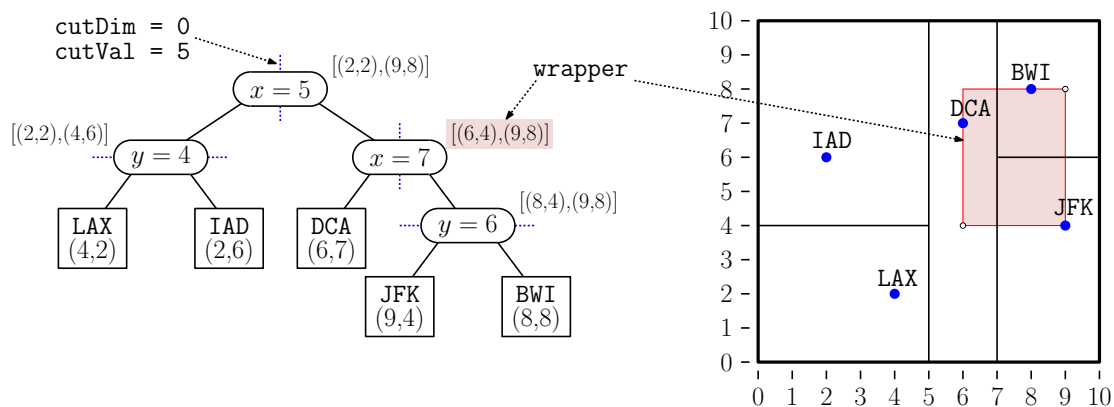 cutDim = 0
cutVal = 5
[(2,2),(9,8)]
x = 5
wrapper
[(2,2),(4,6)]
y = 4
x = 7
[(6,4),(9,8)]
[(8,4),(9,8)]
LAX
(4,2)
IAD
(2,6)
DCA
(6,7)
y = 6
JFK
(9,4)
BWI
(8,8)
10
9
8
7
6
5
4
3
2
1
0
BWI
DCA
IAD
JFK
LAX
0 1 2 3 4 5 6 7 8 9 10